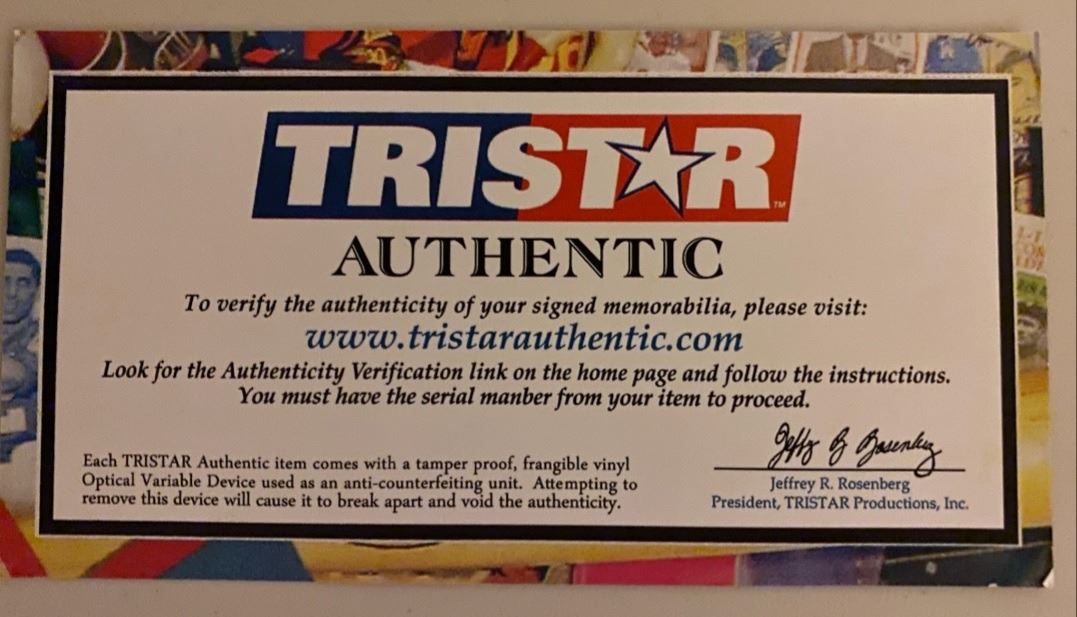 TRISTAR™
AUTHENTIC
To verify the authenticity of your signed memorabilia, please visit:
www.tristarauthentic.com
Look for the Authenticity Verification link on the home page and follow the instructions.
You must have the serial manber from your item to proceed.
Each TRISTAR Authentic item comes with a tamper proof, frangible vinyl
Optical Variable Device used as an anti-counterfeiting unit. Attempting to
remove this device will cause it to break apart and void the authenticity.
Jeffrey R. Rosenberg
President, TRISTAR Productions, Inc.